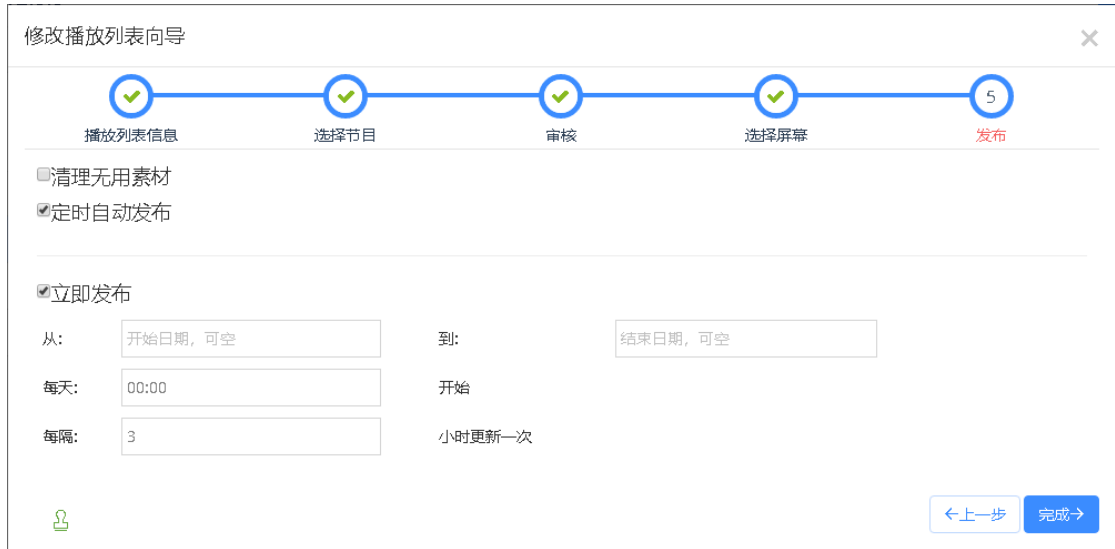 修改播放列表向导
5
播放列表信息 选择节目 审核 选择屏幕 发布
清理无用素材
定时自动发布
立即发布
从: 开始日期，可空 到: 结束日期，可空
每天: 00:00 开始
每隔: 3 小时更新一次
←上一步 完成→